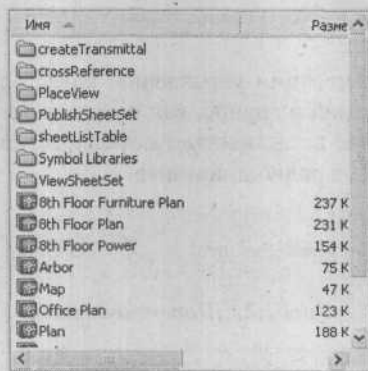 Имя Разме
createTransmittal
crossReference
PlaceView
PublishSheetSet
sheetListTable
Symbol Libraries
ViewSheetSet
8th Floor Furniture Plan 237 К
8th Floor Plan 231 К
8th Floor Power 154 К
Arbor 75 К
Map 47 К
Office Plan 123 К
Plan 188 К